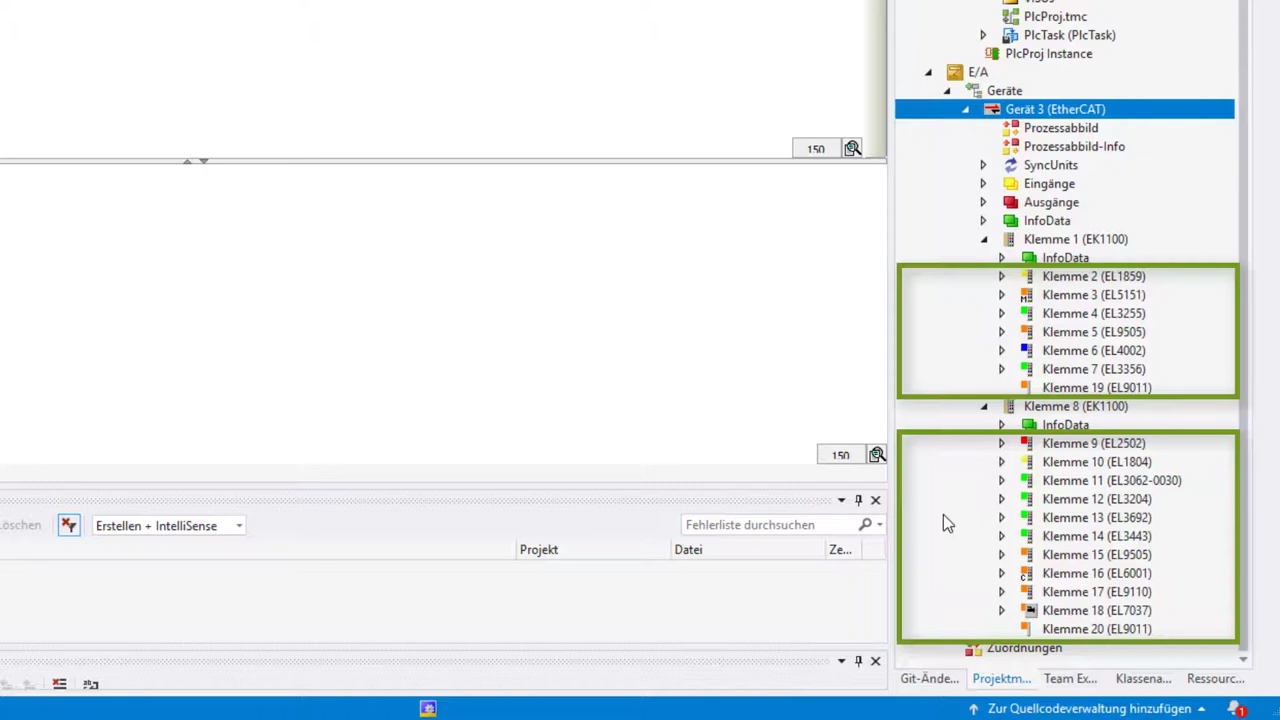 PlcProj.tmc
PlcTask (PlcTask)
PlcProj Instance
E/A
Geräte
Gerät 3 (EtherCAT)
Prozessabbild
Prozessabbild-Info
150
SyncUnits
Eingänge
Ausgänge
InfoData
Klemme 1 (EK1100)
InfoData
Klemme 2 (EL1859)
Klemme 3 (EL5151)
Klemme 4 (EL3255)
Klemme 5 (EL9505)
Klemme 6 (EL4002)
Klemme 7 (EL3356)
Klemme 19 (EL9011)
Klemme 8 (EK1100)
InfoData
Klemme 9 (EL2502)
150
Klemme 10 (EL1804)
Klemme 11 (EL3062-0030)
Klemme 12 (EL3204)
Klemme 13 (EL3692)
Klemme 14 (EL3443)
Klemme 15 (EL9505)
Klemme 16 (EL6001)
Klemme 17 (EL9110)
Klemme 18 (EL7037)
Klemme 20 (EL9011)
Zuordnungen
öschen Erstellen + IntelliSense Fehlerliste durchsuchen
Projekt Datei Ze...
Git-Ände... Projektm... Team Ex... Klassena... Ressourc...
Zur Quellcodeverwaltung hinzufügen 1